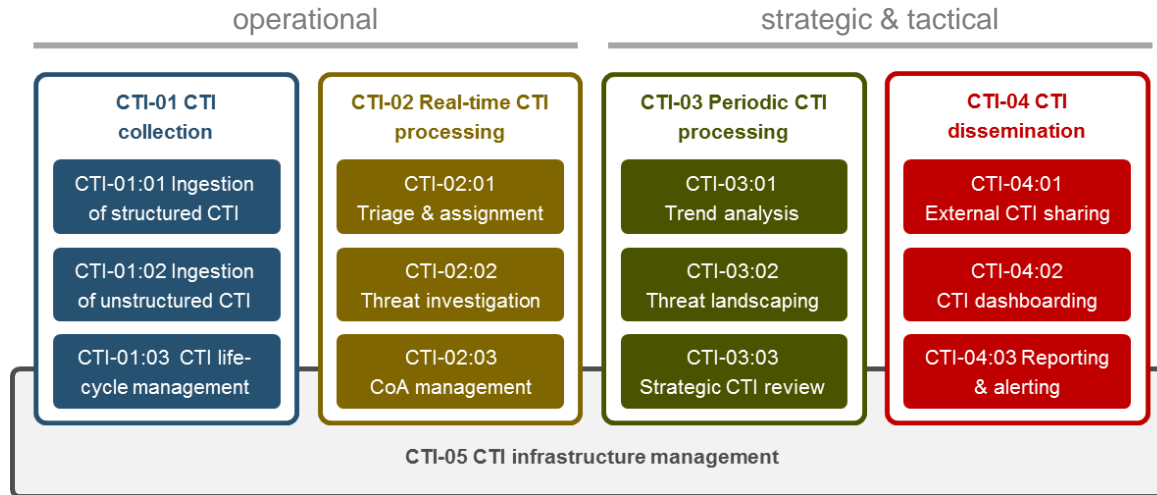 operational
strategic & tactical
CTI-01 CTI
collection
CTI-01:01 Ingestion
of structured CTI
CTI-01:02 Ingestion
of unstructured CTI
CTI-01:03 CTI life-
cycle management
CTI-02 Real-time CTI
processing
CTI-02:01
Triage & assignment
CTI-02:02
Threat investigation
CTI-02:03
CoA management
CTI-03 Periodic CTI
processing
CTI-03:01
Trend analysis
CTI-03:02
Threat landscaping
CTI-03:03
Strategic CTI review
CTI-04 CTI
dissemination
CTI-04:01
External CTI sharing
CTI-04:02
CTI dashboarding
CTI-04:03 Reporting
& alerting
CTI-05 CTI infrastructure management